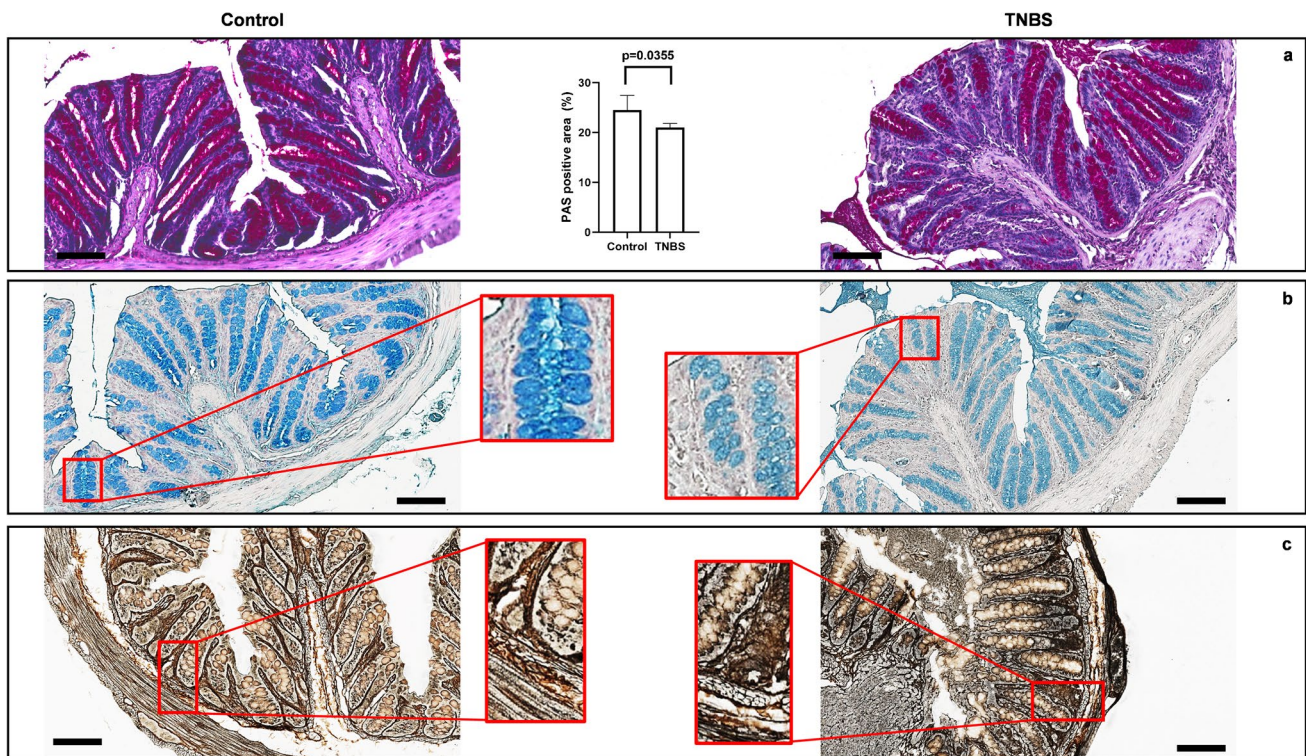 Control
TNBS
a
p=0.0355
30
20
10
0
PAS positive area (%)
Control TNBS
b
c